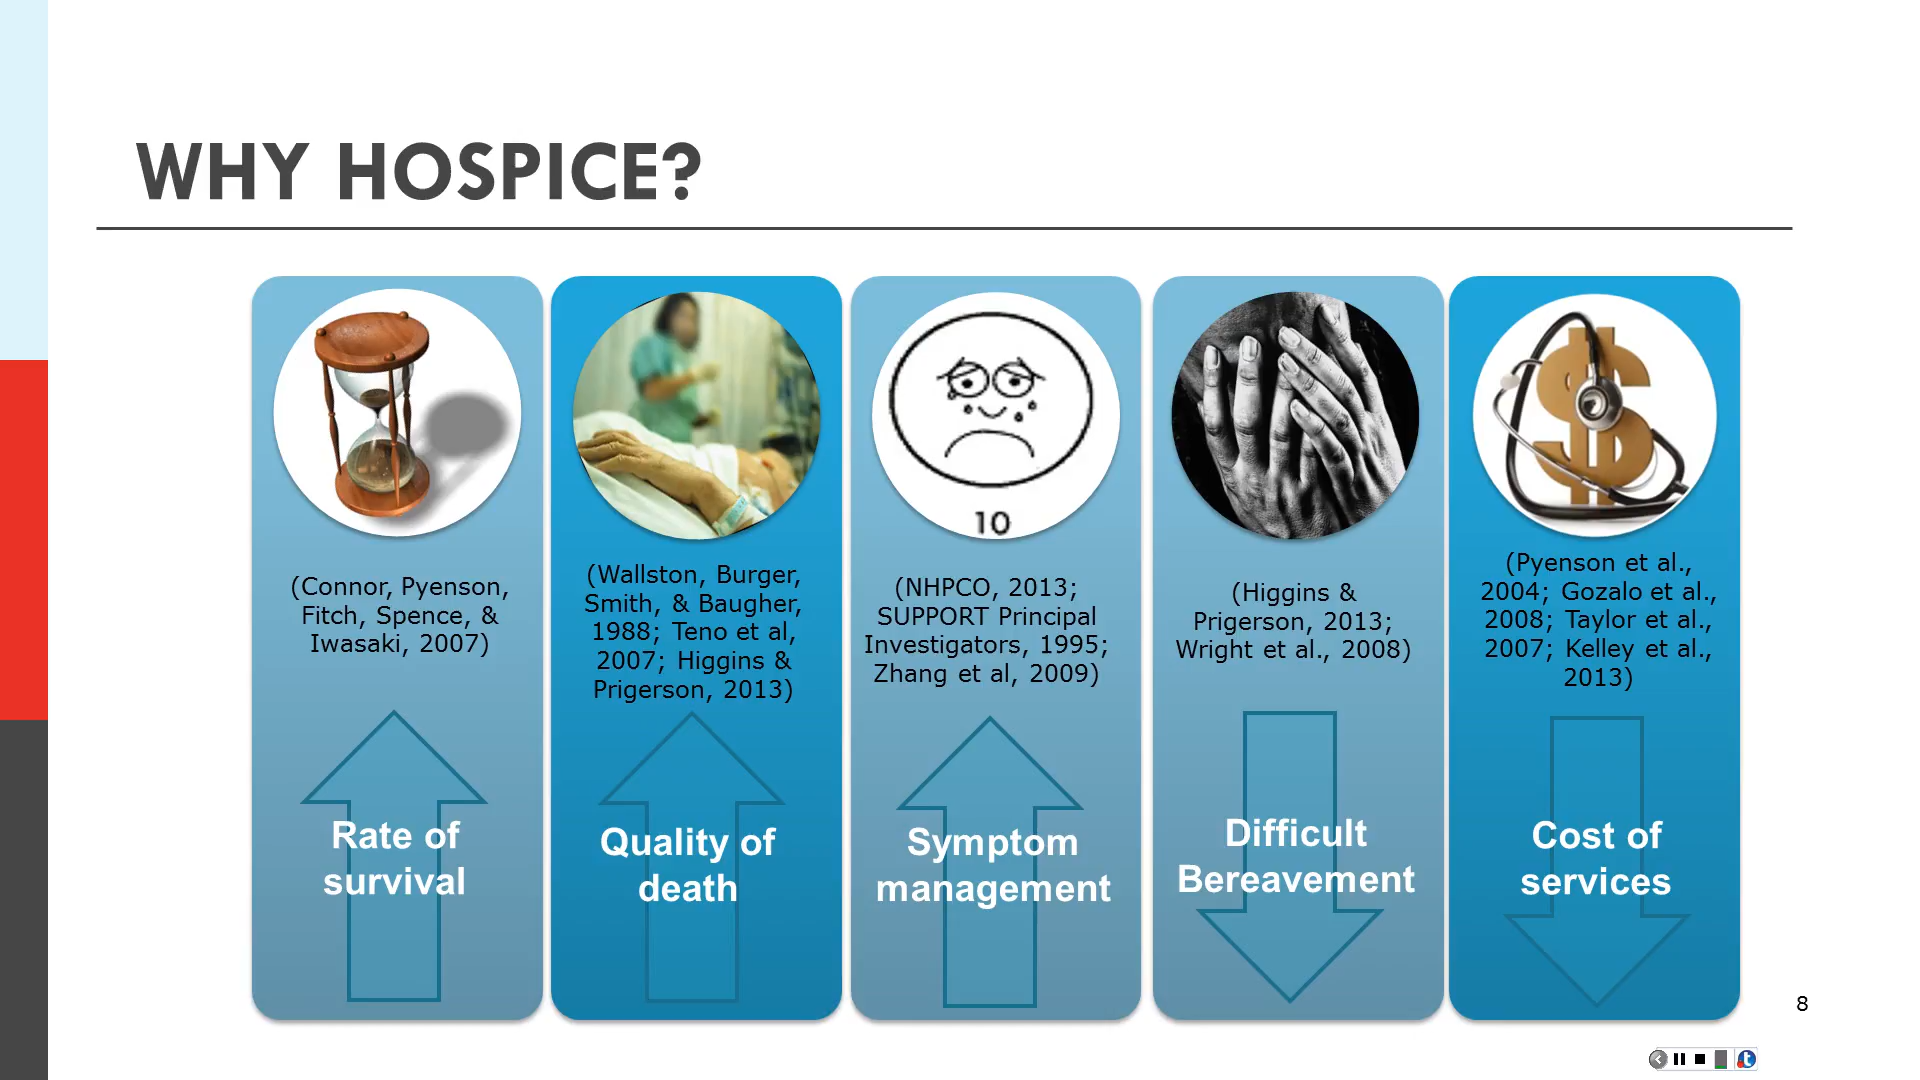 WHY HOSPICE?
10
(Connor, Pyenson,
Fitch, Spence, &
Iwasaki, 2007)
Rate of
survival
(Wallston, Burger,
Smith, & Baugher,
1988; Teno et al,
2007; Higgins &
Prigerson, 2013)
Quality of
death
(NHPCO, 2013;
SUPPORT Principal
Investigators, 1995;
Zhang et al, 2009)
Symptom
management
(Higgins &
Prigerson, 2013;
Wright et al., 2008)
Difficult
Bereavement
(Pyenson et al.,
2004; Gozalo et al.,
2008; Taylor et al.,
2007; Kelley et al.,
2013)
Cost of
services
8